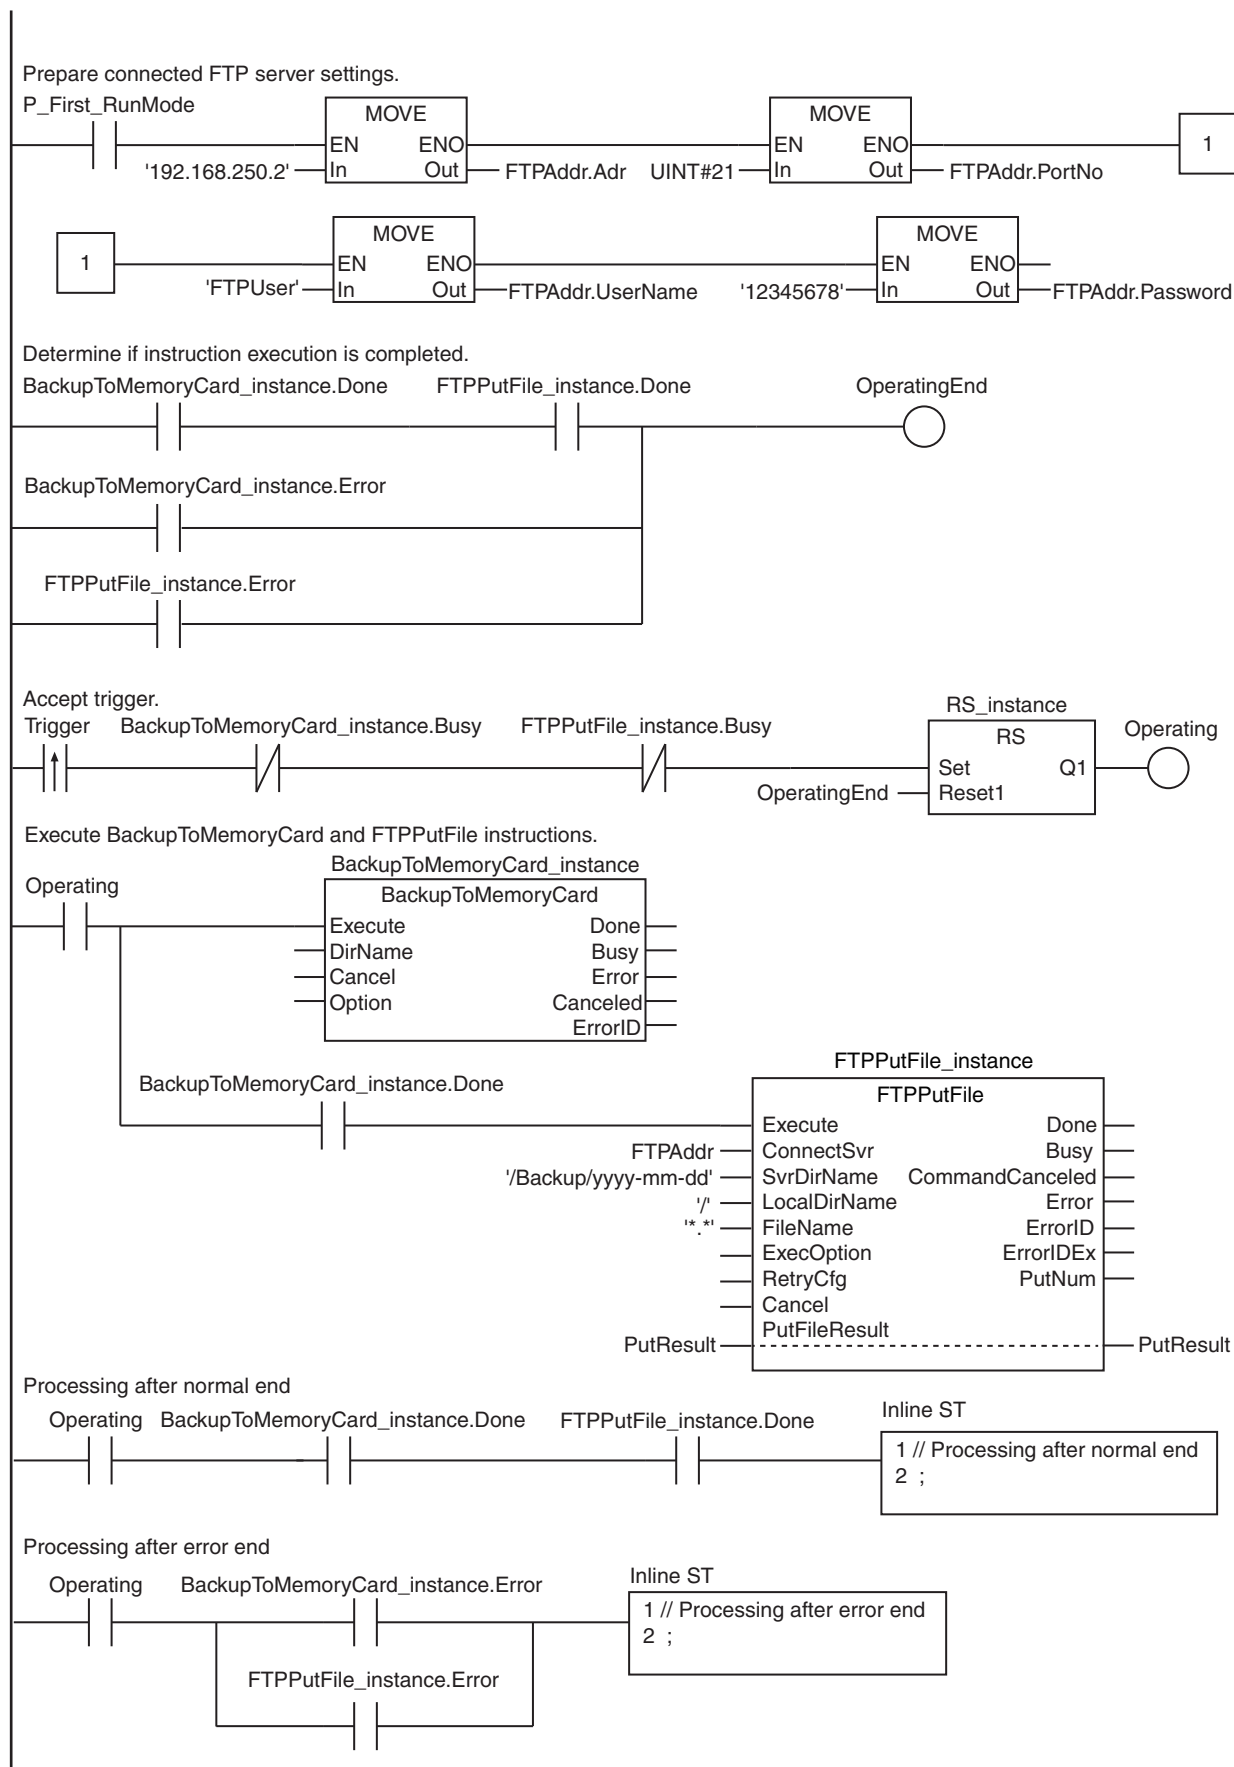 Prepare connected FTP server settings.
P_First_RunMode
MOVE
MOVE
EN ENO
EN ENO
1
'192.168.250.2' In Out FTPAddr.Adr UINT#21 In Out FTPAddr.PortNo
MOVE
MOVE
1
EN ENO
EN ENO
'FTPUser' In Out FTPAddr.UserName '12345678' In Out FTPAddr.Password
Determine if instruction execution is completed.
BackupToMemoryCard_instance.Done FTPPutFile_instance.Done OperatingEnd
BackupToMemoryCard_instance.Error
FTPPutFile_instance.Error
Accept trigger.
RS_instance
Trigger BackupToMemoryCard_instance.Busy FTPPutFile_instance.Busy RS Operating
Set Q1
OperatingEnd Reset1
Execute BackupToMemoryCard and FTPPutFile instructions.
BackupToMemoryCard_instance
Operating BackupToMemoryCard
Execute Done
DirName Busy
Cancel Error
Option Canceled
ErrorID
FTPPutFile_instance
BackupToMemoryCard_instance.Done FTPPutFile
Execute Done
FTPAddr ConnectSvr Busy
'/Backup/yyyy-mm-dd' SvrDirName CommandCanceled
'/' LocalDirName Error
'*.*' FileName ErrorID
ExecOption ErrorIDEx
RetryCfg PutNum
Cancel
PutFileResult
PutResult PutResult
Processing after normal end
Operating BackupToMemoryCard_instance.Done FTPPutFile_instance.Done Inline ST
1 // Processing after normal end
2 ;
Processing after error end
Operating BackupToMemoryCard_instance.Error Inline ST
1 // Processing after error end
2 ;
FTPPutFile_instance.Error